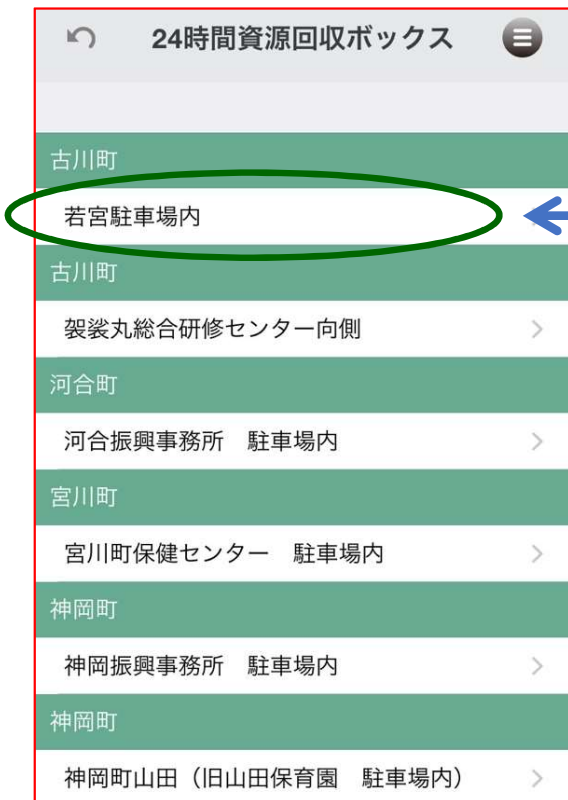 24時間資源回収ボックス
古川町
若宮駐車場内
古川町
袈裟丸総合研修センター向側
河合町
河合振興事務所　駐車場内
宮川町
宮川町保健センター　駐車場内
神岡町
神岡振興事務所　駐車場内
神岡町
神岡町山田（旧山田保育園　駐車場内）